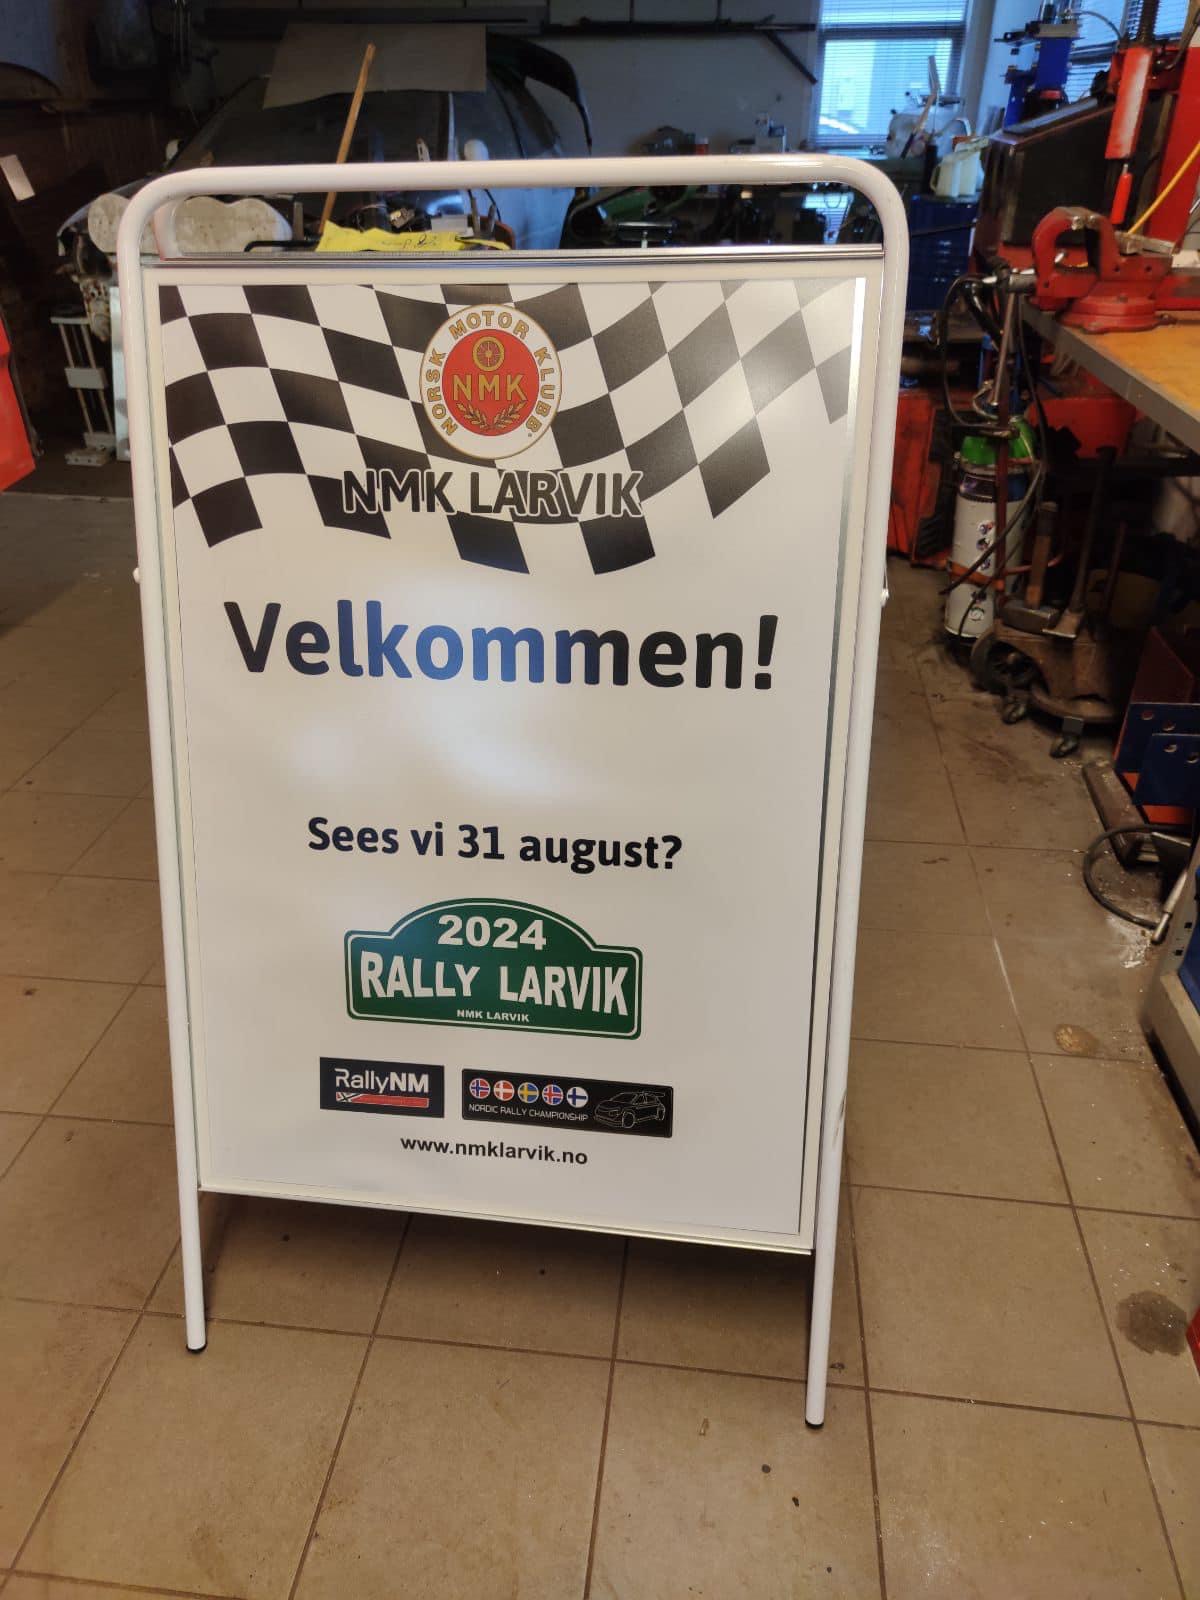 NORSK MOTOR KLUBB
NMK
NMK LARVIK
Velkommen!
Sees vi 31 august?
2024
RALLY LARVIK
NMK LARVIK
RallyNM
NORDIC RALLY CHAMPIONSHIP
www.nmklarvik.no